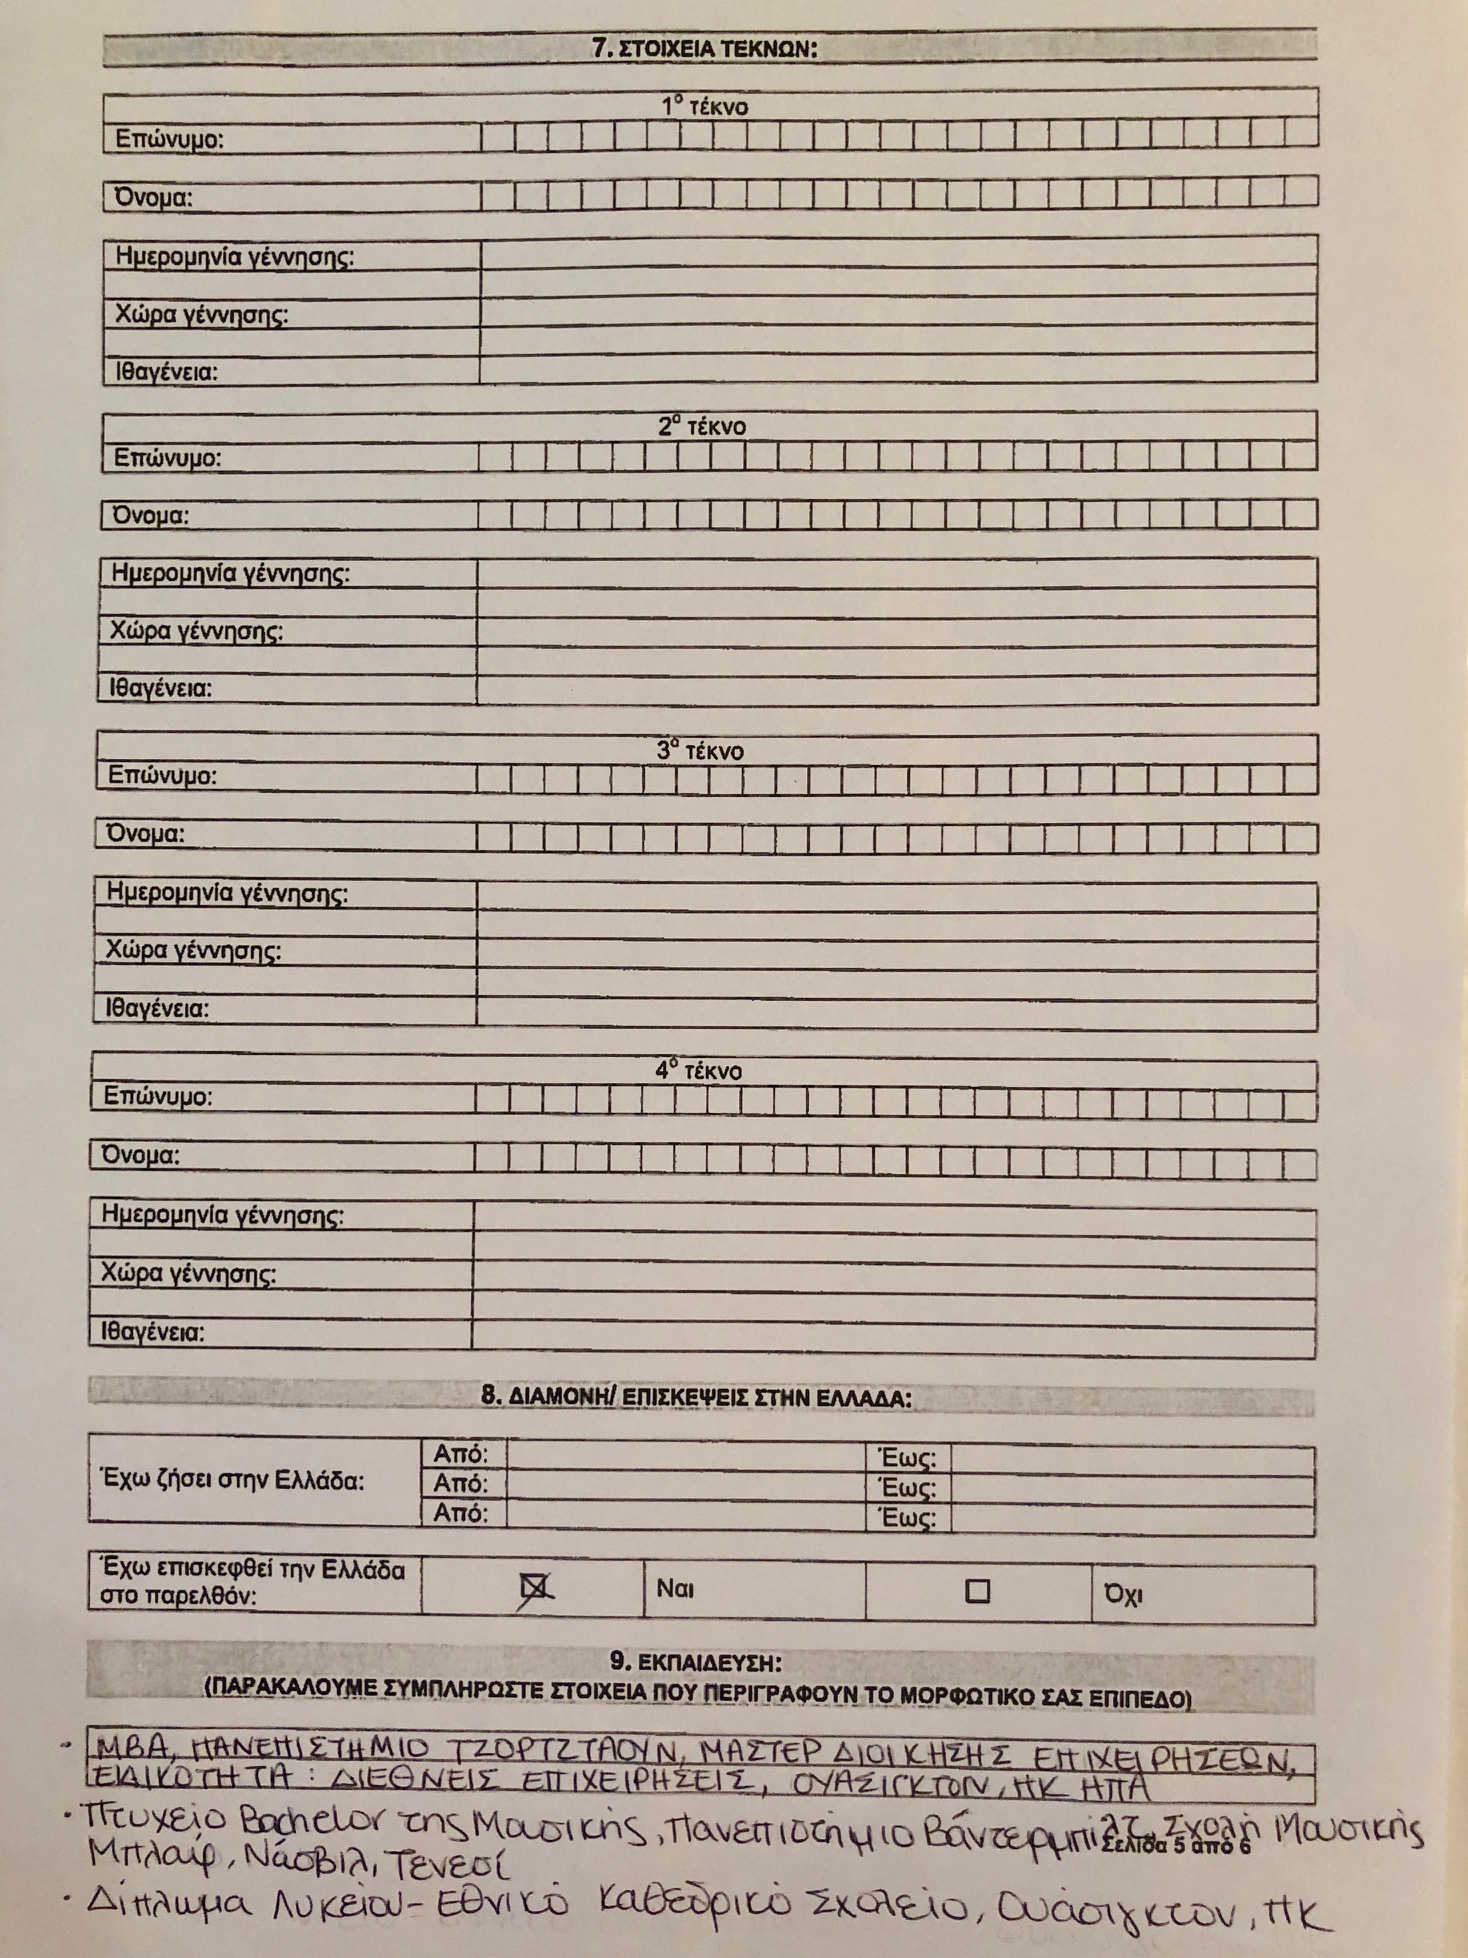 7. ΣΤΟΙΧΕΙΑ ΤΕΚΝΩΝ:
1º τέκνο
Επώνυμο:
Όνομα:
Ημερομηνία γέννησης:
Χώρα γέννησης:
Ιθαγένεια:
2º τέκνο
Επώνυμο:
Όνομα:
Ημερομηνία γέννησης:
Χώρα γέννησης:
Ιθαγένεια:
3º τέκνο
Επώνυμο:
Όνομα:
Ημερομηνία γέννησης:
Χώρα γέννησης:
Ιθαγένεια:
4º τέκνο
Επώνυμο:
Όνομα:
Ημερομηνία γέννησης:
Χώρα γέννησης:
Ιθαγένεια:
8. ΔΙΑΜΟΝΗ/ ΕΠΙΣΚΕΨΕΙΣ ΣΤΗΝ ΕΛΛΑΔΑ:
Έχω ζήσει στην Ελλάδα:
Από: Έως:
Από: Έως:
Από: Έως:
Έχω επισκεφθεί την Ελλάδα
στο παρελθόν: ☒ Ναι ☐ Όχι
9. ΕΚΠΑΙΔΕΥΣΗ:
(ΠΑΡΑΚΑΛΟΥΜΕ ΣΥΜΠΛΗΡΩΣΤΕ ΣΤΟΙΧΕΙΑ ΠΟΥ ΠΕΡΙΓΡΑΦΟΥΝ ΤΟ ΜΟΡΦΩΤΙΚΟ ΣΑΣ ΕΠΙΠΕΔΟ)
- ΜΒΑ, ΠΑΝΕΠΙΣΤΗΜΙΟ ΤΖΟΡΤΖΤΑΟΥΝ, ΜΑΣΤΕΡ ΔΙΟΙΚΗΣΗΣ ΕΠΙΧΕΙΡΗΣΕΩΝ,
ΕΙΔΙΚΟΤΗΤΑ: ΔΙΕΘΝΕΙΣ ΕΠΙΧΕΙΡΗΣΕΙΣ, ΟΥΑΣΙΓΚΤΟΝ, ΠΚ ΗΠΑ
• Πτυχείο Bachelor της Μουσικής, Πανεπιστήμιο Βάντερμπιλτ, Σχολή Μουσικής
Σελίδα 5 από 6
Μπλαίρ, Νάσβιλ, Τενεσί
• Δίπλωμα Λυκείου - Εθνικό Καθεδρικό Σχολείο, Ουάσιγκτον, ΠΚ